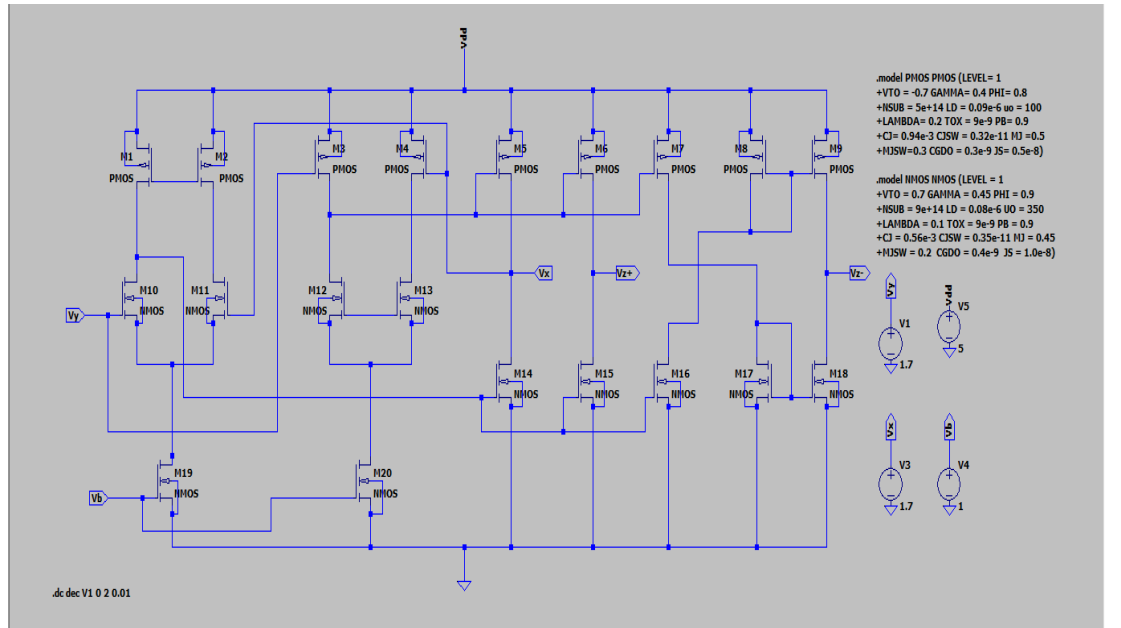 Vdd
.model PMOS PMOS (LEVEL= 1
+VTO = -0.7 GAMMA= 0.4 PHI= 0.8
+NSUB = 5e+14 LD = 0.09e-6 uo = 100
+LAMBDA= 0.2 TOX = 9e-9 PB= 0.9
+CJ= 0.94e-3 CJSW = 0.32e-11 MJ =0.5
+MJSW=0.3 CGDO = 0.3e-9 JS= 0.5e-8)
M1
M2
M3
M4
M5
M6
M7
M8
M9
PMOS
PMOS
PMOS
PMOS
PMOS
PMOS
PMOS
PMOS
PMOS
.model NMOS NMOS (LEVEL = 1
+VTO = 0.7 GAMMA = 0.45 PHI = 0.9
+NSUB = 9e+14 LD = 0.08e-6 UO = 350
+LAMBDA = 0.1 TOX = 9e-9 PB = 0.9
+CJ = 0.56e-3 CJSW = 0.35e-11 MJ = 0.45
+MJSW = 0.2 CGDO = 0.4e-9 JS = 1.0e-8)
Vx
Vz+
Vz-
M10
M11
M12
M13
NMOS
NMOS
NMOS
NMOS
Vy
Vy
Vdd
V1
V5
1.7
5
M14
M15
M16
M17
M18
NMOS
NMOS
NMOS
NMOS
NMOS
Vx
Vb
V3
V4
1.7
1
M19
M20
NMOS
NMOS
Vb
.dc dec V1 0 2 0.01